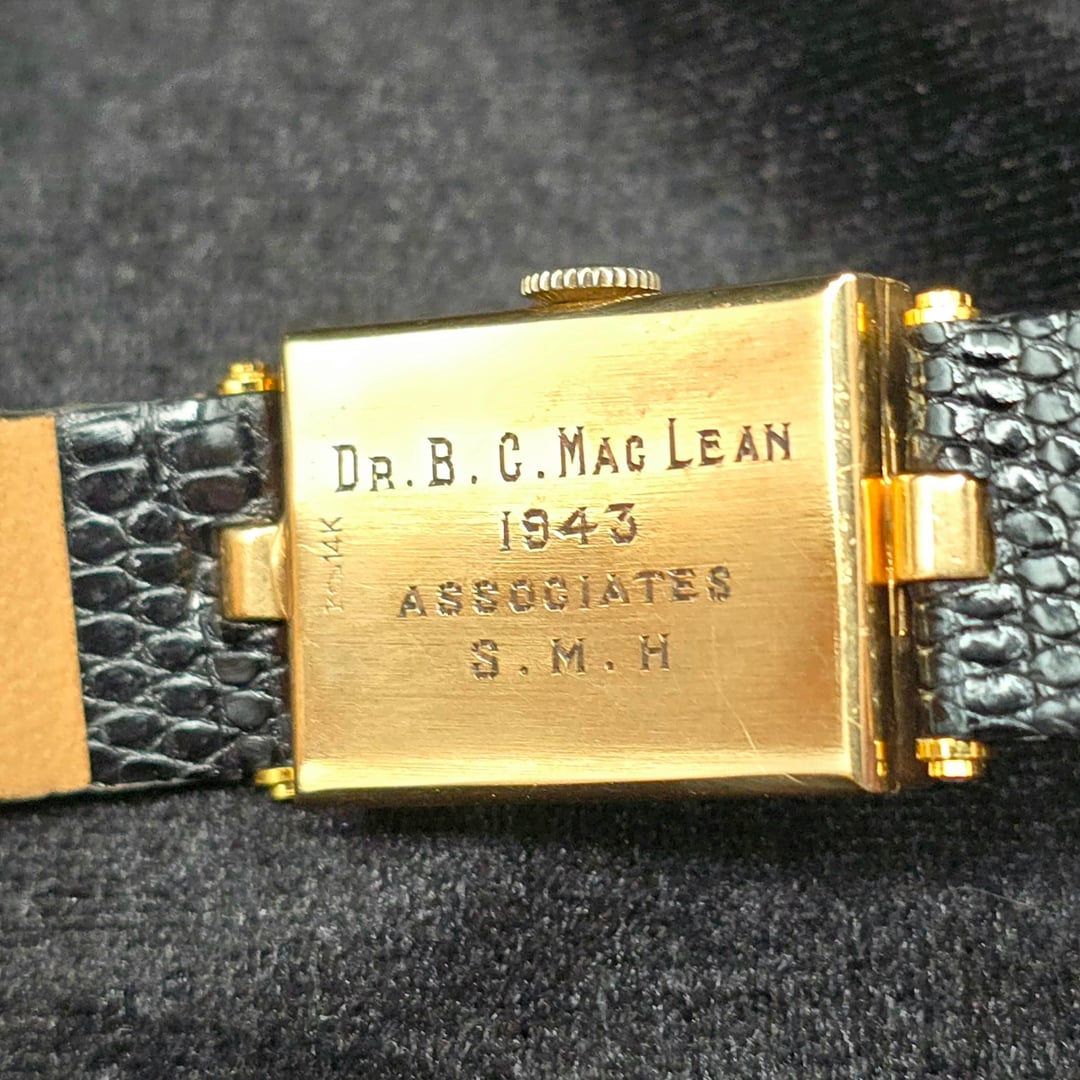 DR. B. C. MAC LEAN
1943
ASSOCIATES
S. M. H
14K